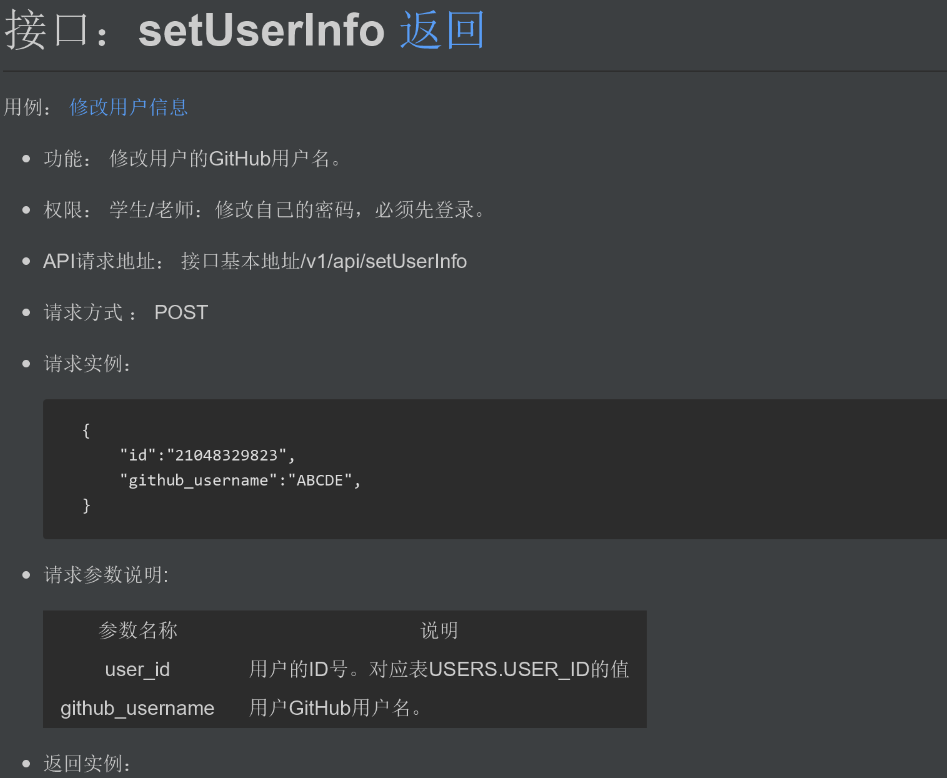 接口：setUserInfo 返回
用例： 修改用户信息
功能： 修改用户的GitHub用户名。
权限： 学生/老师：修改自己的密码，必须先登录。
API请求地址： 接口基本地址/v1/api/setUserInfo
请求方式 ： POST
请求实例：
{
"id":"21048329823",
"github_username":"ABCDE",
}
请求参数说明:
参数名称 说明
user_id 用户的ID号。对应表USERS.USER_ID的值
github_username 用户GitHub用户名。
返回实例：